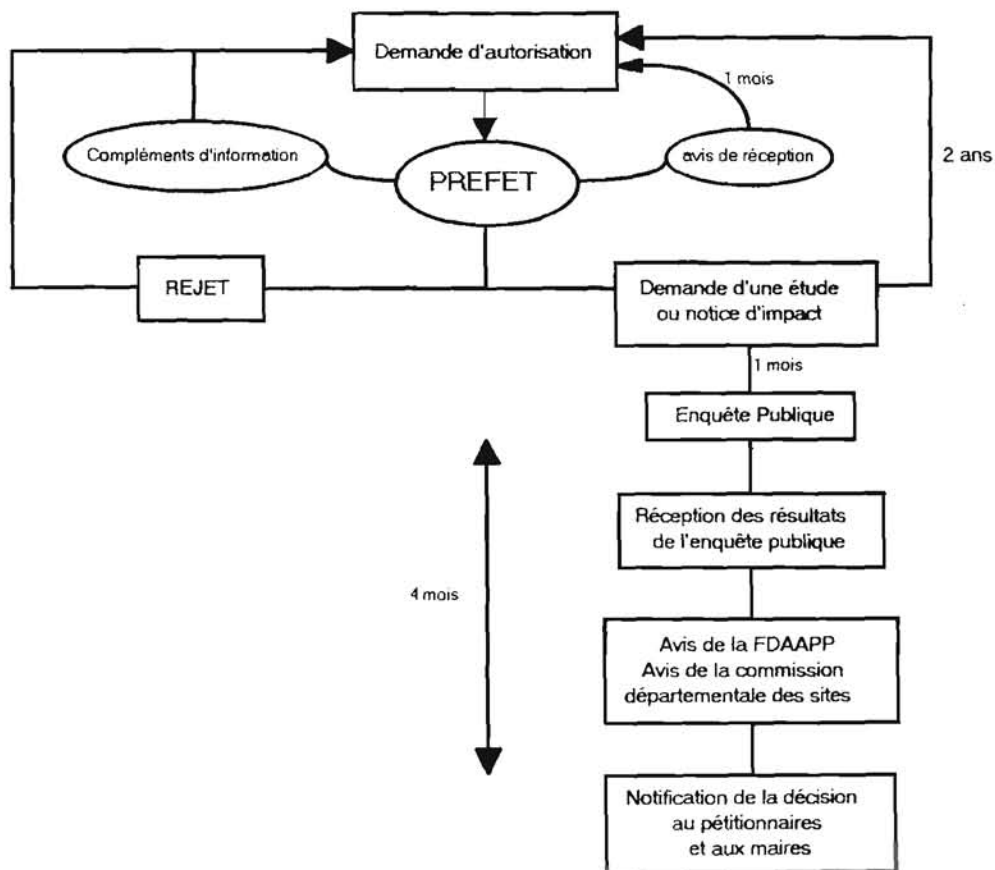 Demande d'autorisation
1 mois
Compléments d'information
avis de réception
PREFET
2 ans
REJET
Demande d'une étude
ou notice d'impact
1 mois
Enquête Publique
Réception des résultats
de l'enquête publique
4 mois
Avis de la FDAAPP
Avis de la commission
départementale des sites
Notification de la décision
au pétitionnaires
et aux maires